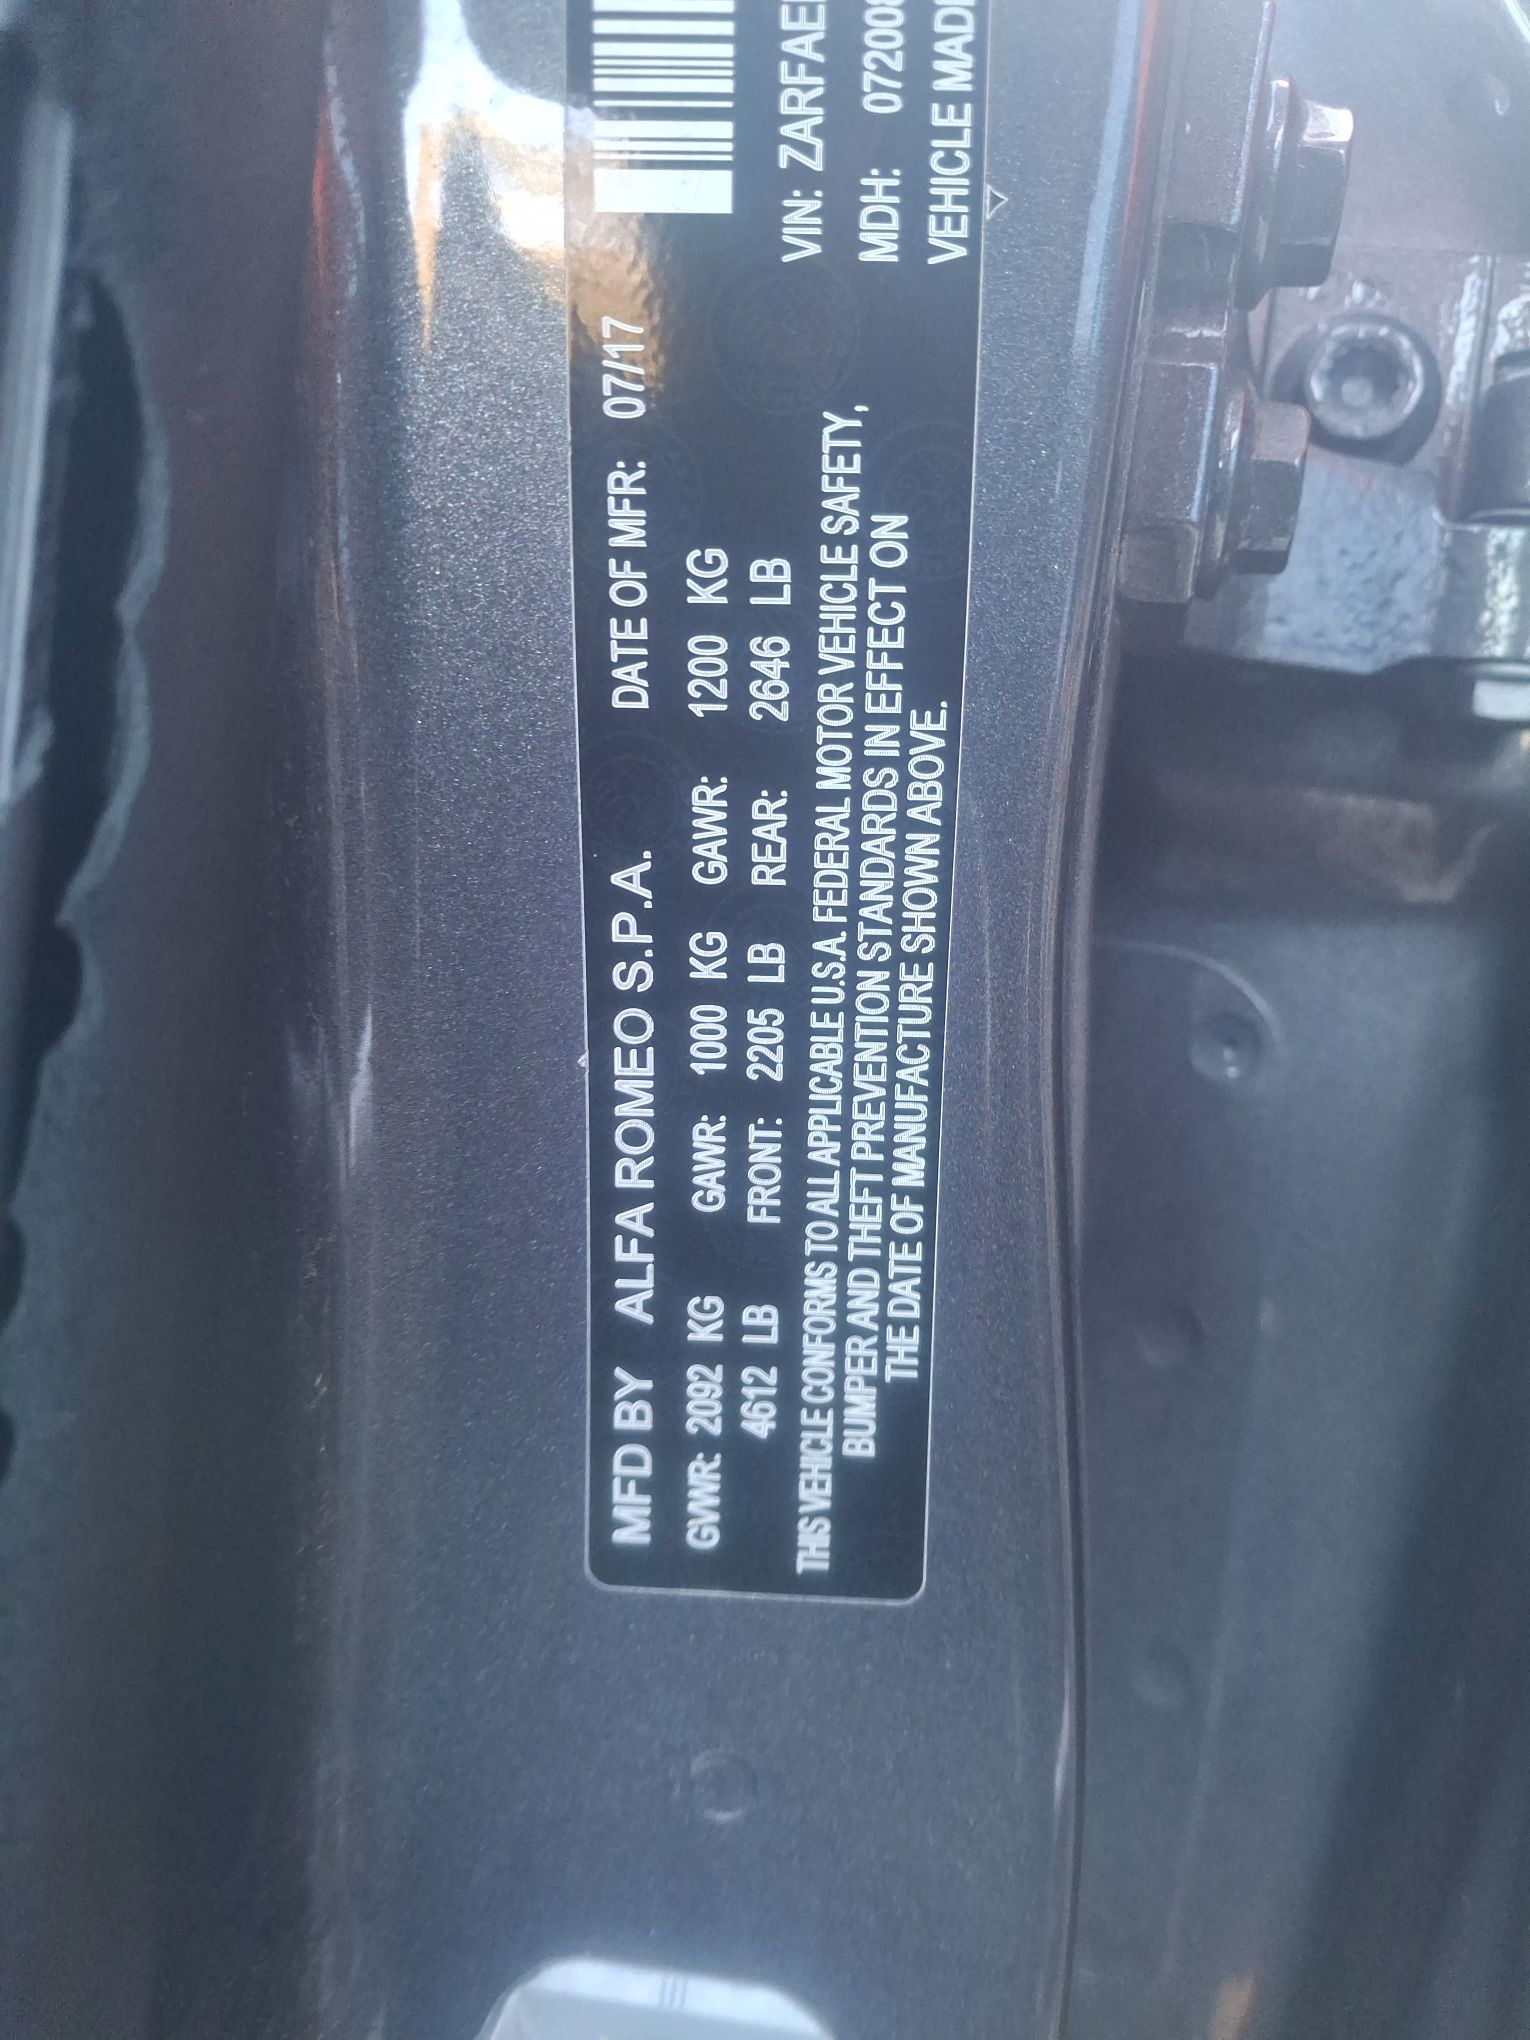 MFD BY ALFA ROMEO S.P.A. DATE OF MFR: 07/17
GVWR: 2092 KG GAWR: 1000 KG GAWR: 1200 KG
4612 LB FRONT: 2205 LB REAR: 2646 LB
THIS VEHICLE CONFORMS TO ALL APPLICABLE U.S.A. FEDERAL MOTOR VEHICLE SAFETY,
BUMPER AND THEFT PREVENTION STANDARDS IN EFFECT ON
THE DATE OF MANUFACTURE SHOWN ABOVE.
VIN: ZARFAE
MDH: 072008
VEHICLE MAD